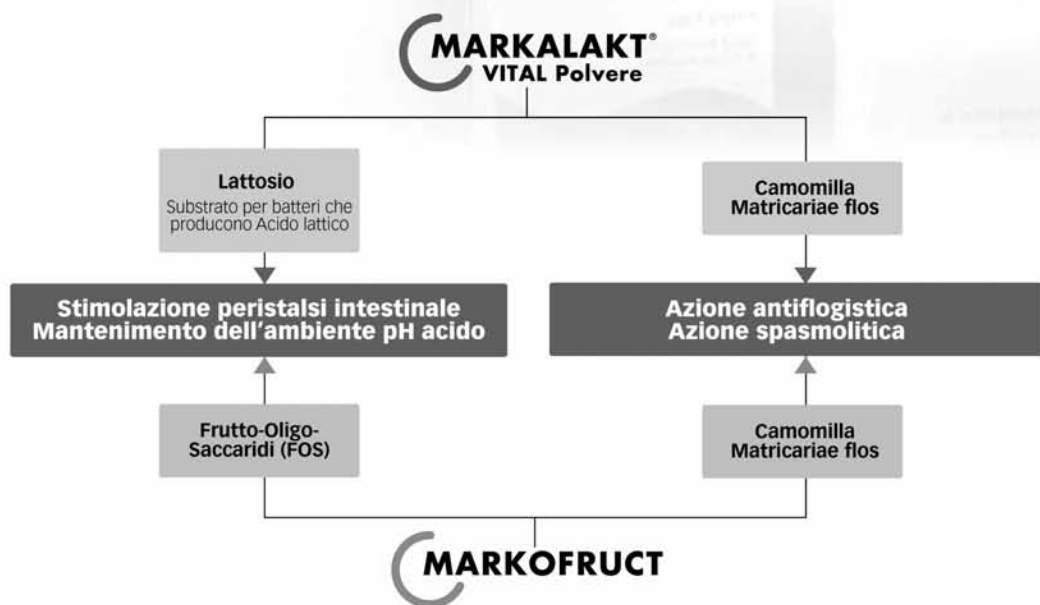 MARKALAKT®
VITAL Polvere
Lattosio
Substrato per batteri che
producono Acido lattico
Camomilla
Matricariae flos
Stimolazione peristalsi intestinale
Mantenimento dell'ambiente pH acido
Azione antiflogistica
Azione spasmolitica
Frutto-Oligo-
Saccaridi (FOS)
Camomilla
Matricariae flos
MARKOFRUCT